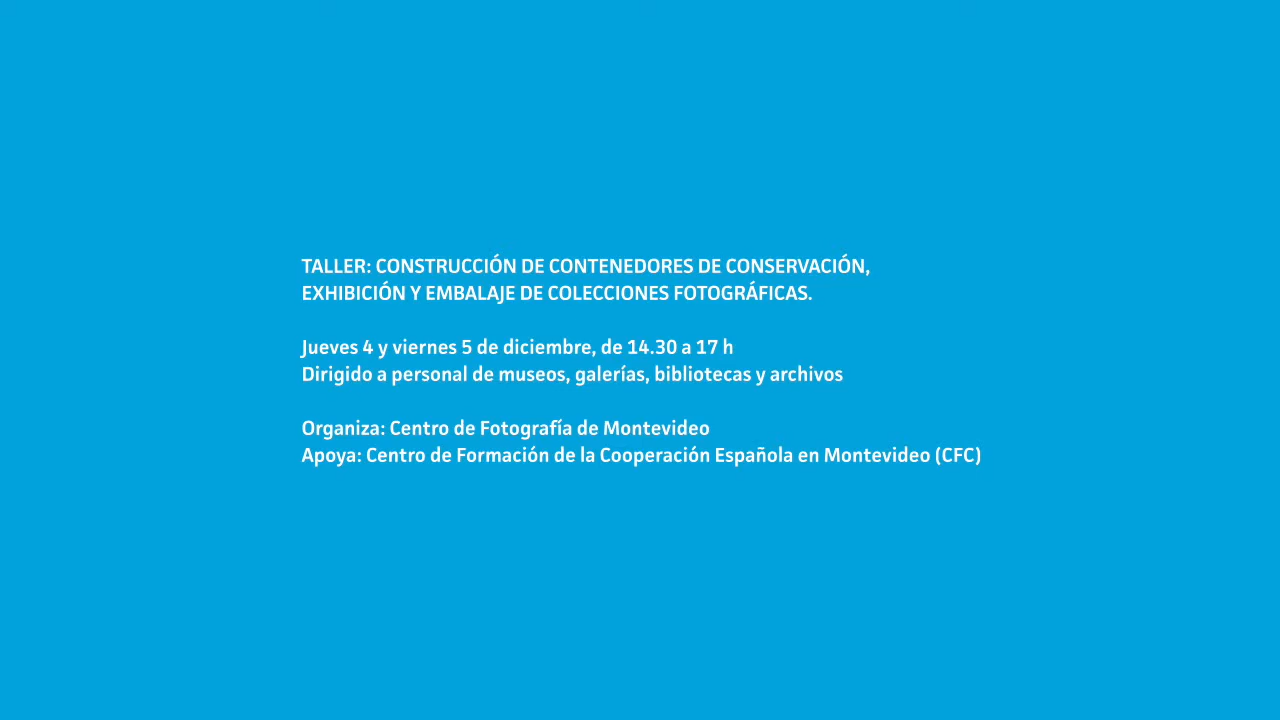 TALLER: CONSTRUCCIÓN DE CONTENEDORES DE CONSERVACIÓN,
EXHIBICIÓN Y EMBALAJE DE COLECCIONES FOTOGRÁFICAS.
Jueves 4 y viernes 5 de diciembre, de 14.30 a 17 h
Dirigido a personal de museos, galerías, bibliotecas y archivos
Organiza: Centro de Fotografía de Montevideo
Apoya: Centro de Formación de la Cooperación Española en Montevideo (CFC)